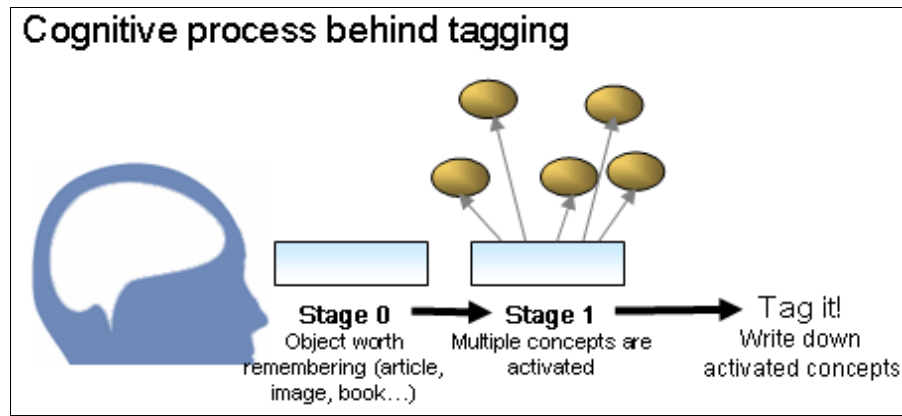 Cognitive process behind tagging
Stage 0
Object worth
remembering (article,
image, book...)
Stage 1
Multiple concepts are
activated
Tag it!
Write down
activated concepts